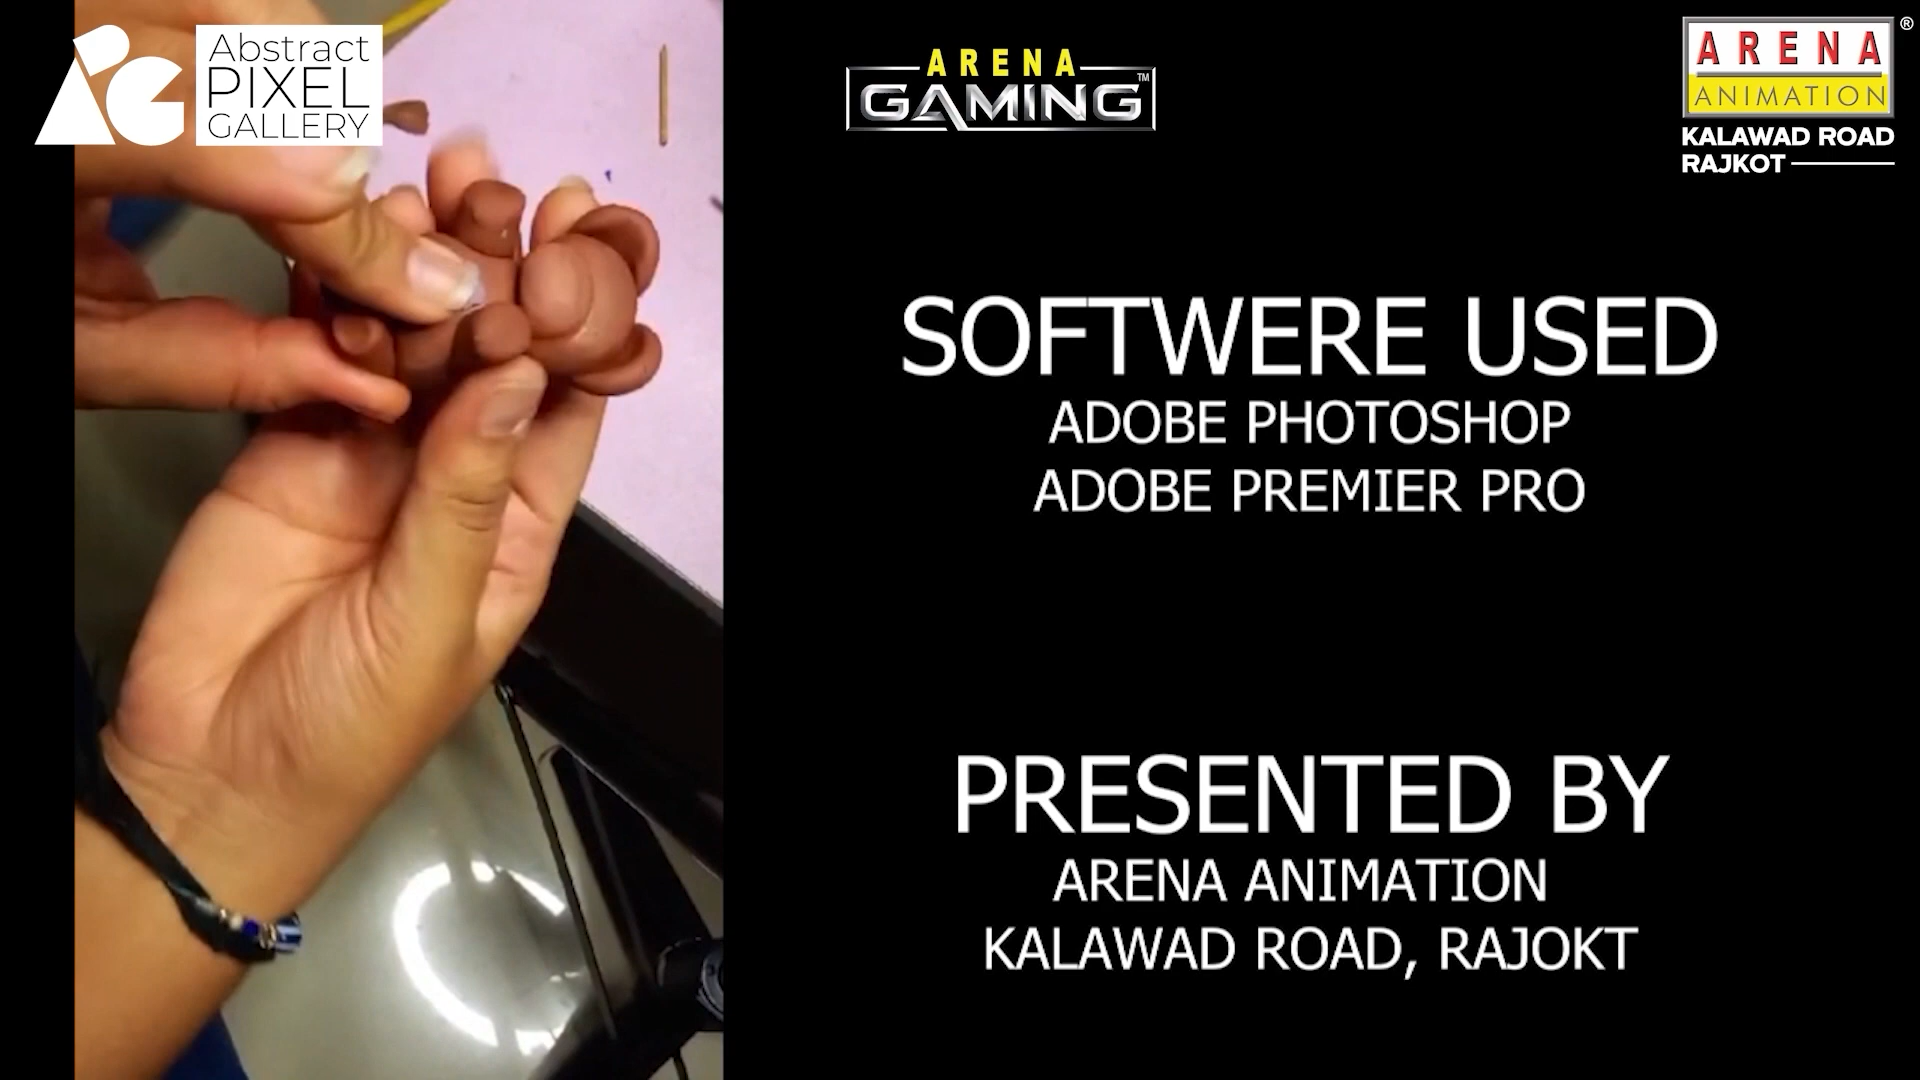 Abstract
PIXEL
GALLERY
ARENA
GAMING™
ARENA®
ANIMATION
KALAWAD ROAD
RAJKOT
SOFTWERE USED
ADOBE PHOTOSHOP
ADOBE PREMIER PRO
PRESENTED BY
ARENA ANIMATION
KALAWAD ROAD, RAJOKT